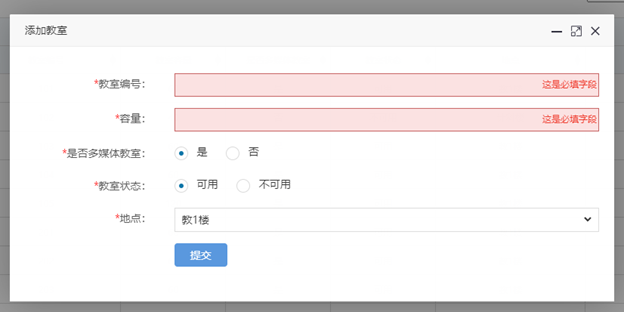 添加教室
*教室编号：
这是必填字段
*容量：
这是必填字段
*是否多媒体教室：
是 否
*教室状态：
可用 不可用
*地点：
教1楼
提交